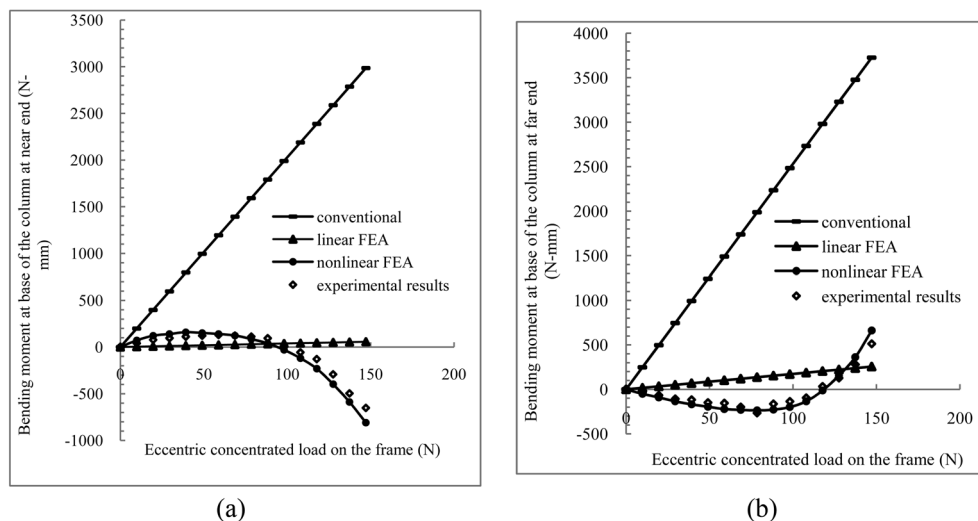 3500
3000
2500
2000
1500
1000
500
0
-500
-1000
0
50
100
150
200
Bending moment at base of the column at near end (N-
mm)
conventional
linear FEA
nonlinear FEA
experimental results
Eccentric concentrated load on the frame (N)
(a)
4000
3500
3000
2500
2000
1500
1000
500
0
-500
0
50
100
150
200
Bending moment at base of the column at far end
(N-mm)
conventional
linear FEA
nonlinear FEA
experimental results
Eccentric concentrated load on the frame (N)
(b)